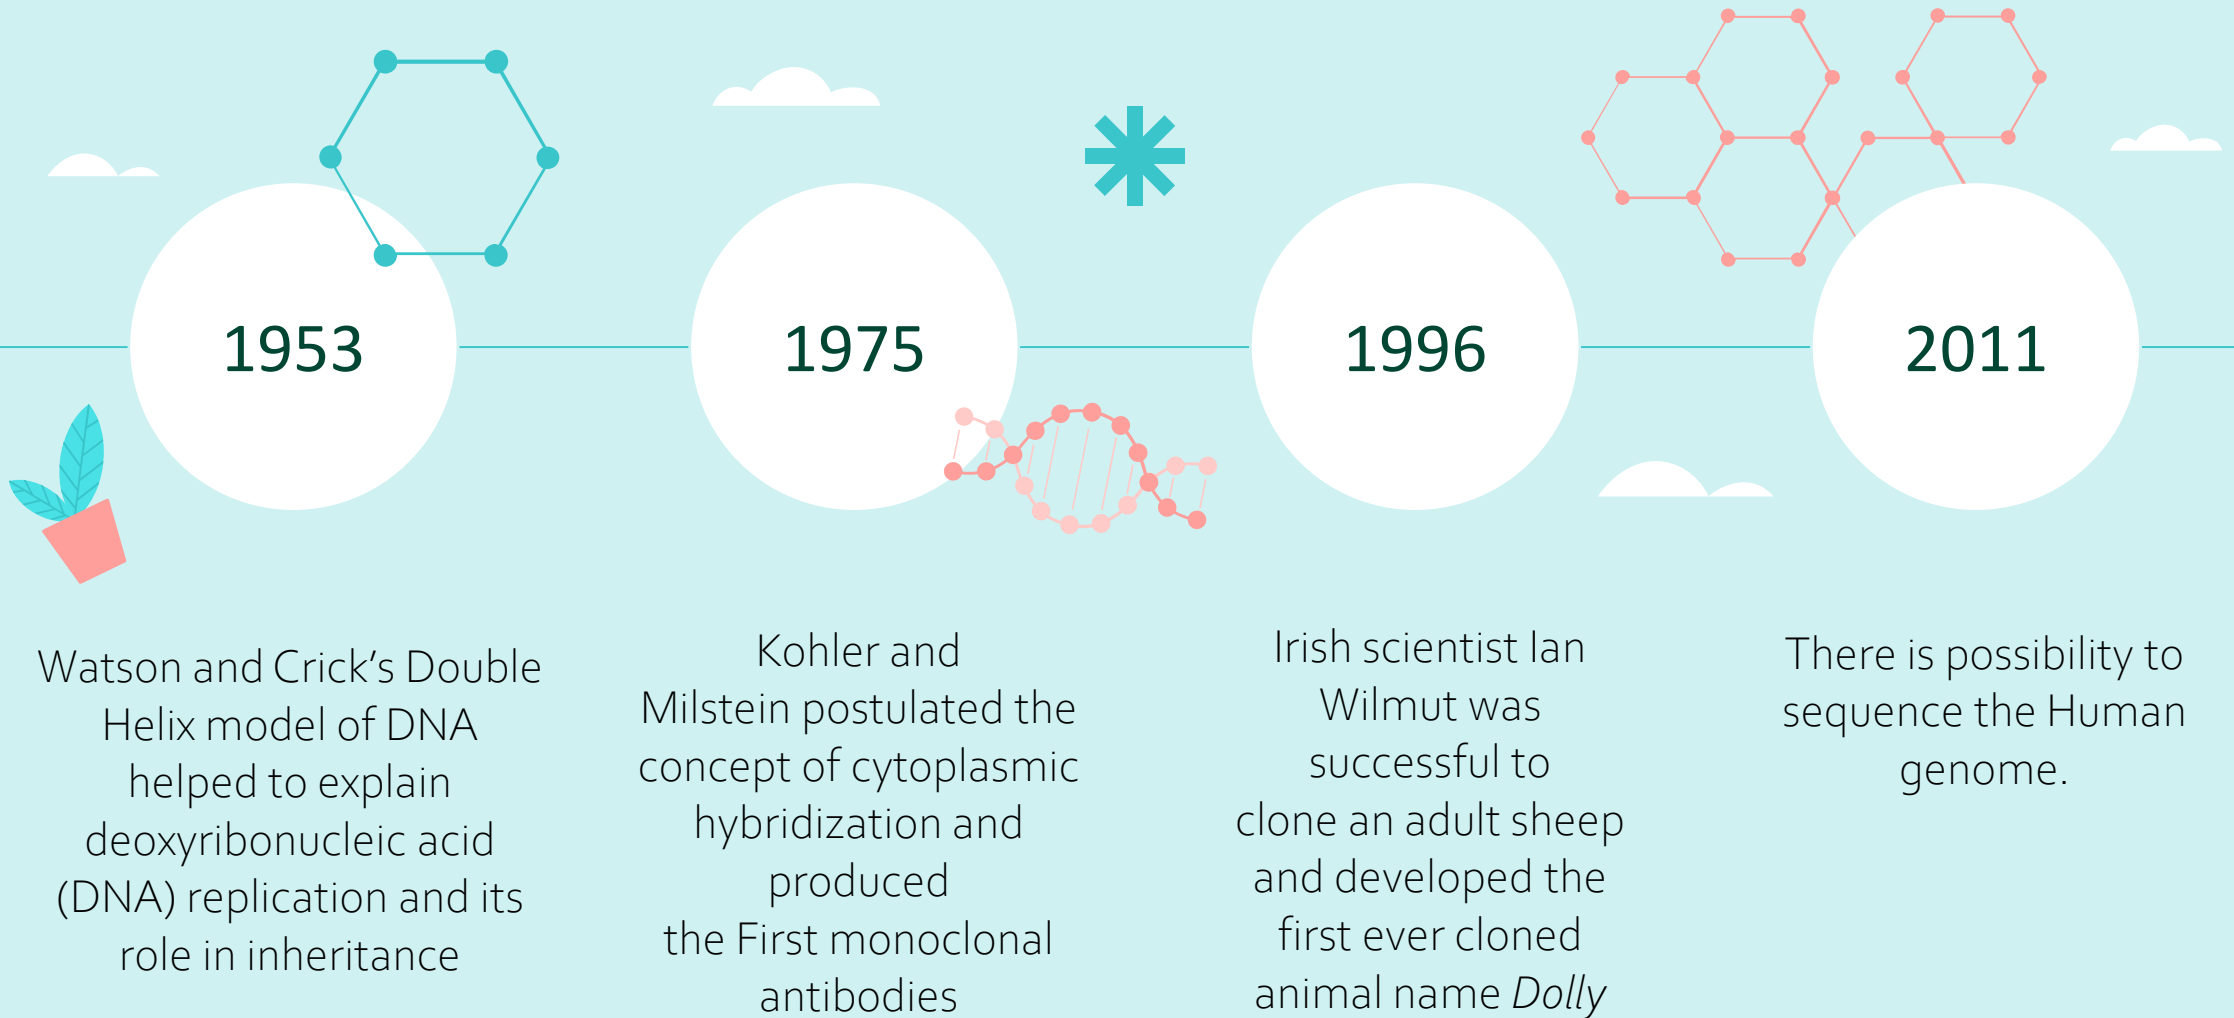 1953
1975
1996
2011
Watson and Crick’s Double
Helix model of DNA
helped to explain
deoxyribonucleic acid
(DNA) replication and its
role in inheritance
Kohler and
Milstein postulated the
concept of cytoplasmic
hybridization and
produced
the First monoclonal
antibodies
Irish scientist Ian
Wilmut was
successful to
clone an adult sheep
and developed the
first ever cloned
animal name Dolly
There is possibility to
sequence the Human
genome.